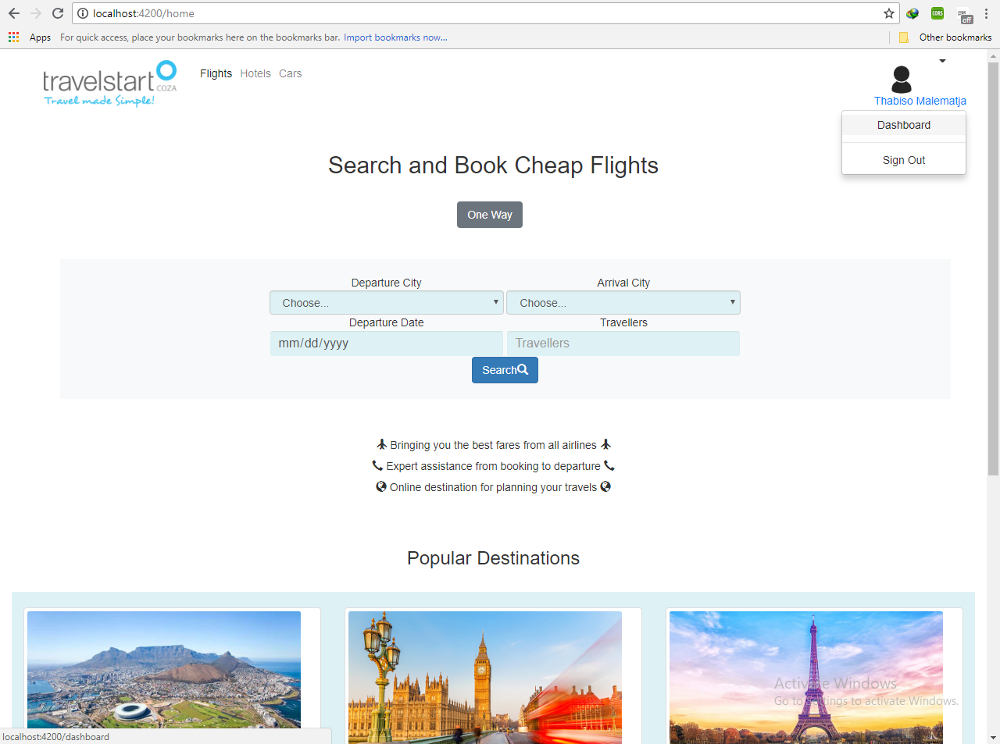 localhost:4200/home
CORS
off
Apps For quick access, place your bookmarks here on the bookmarks bar. Import bookmarks now... Other bookmarks
travelstart
COZA
Travel made Simple!
Flights Hotels Cars
Thabiso Malematja
Dashboard
Sign Out
Search and Book Cheap Flights
One Way
Departure City Arrival City
Choose... Choose...
Departure Date Travellers
mm/dd/yyyy Travellers
Search
Bringing you the best fares from all airlines
Expert assistance from booking to departure
Online destination for planning your travels
Popular Destinations
Activate Windows
Go to Settings to activate Windows.
localhost:4200/dashboard